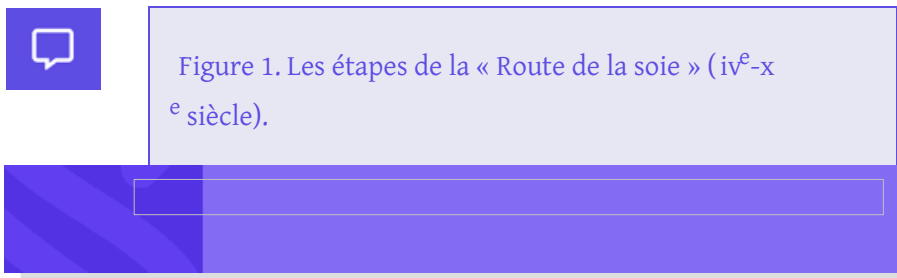 Figure 1. Les étapes de la « Route de la soie » ( ivᵉ-x
ᵉ siècle).